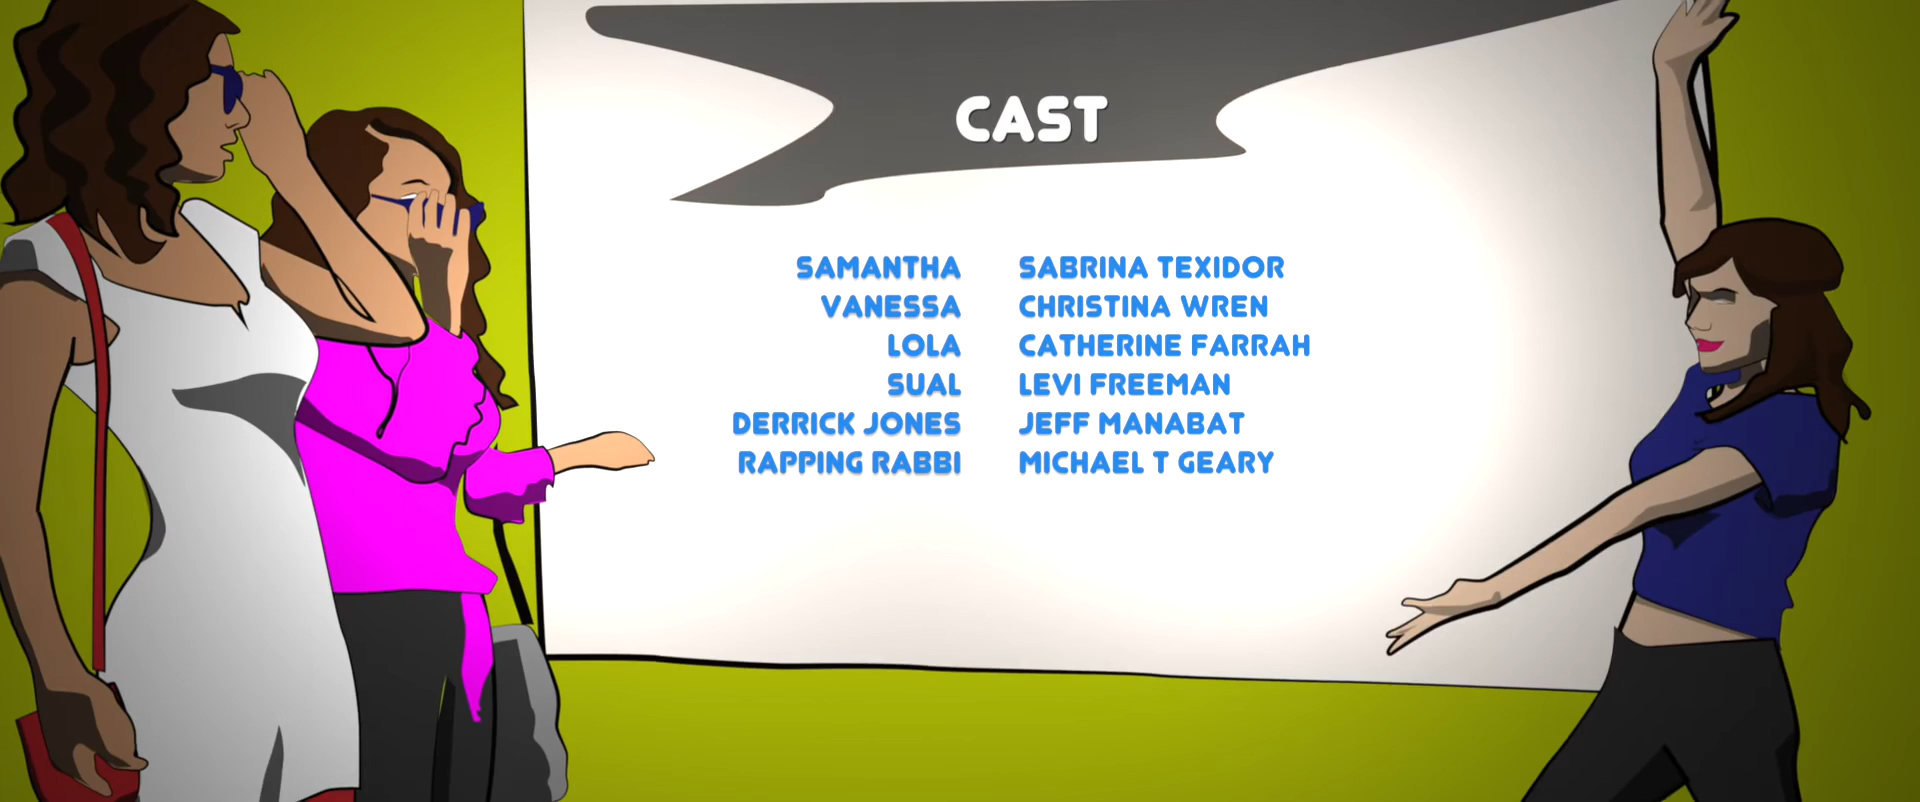 CAST
SAMANTHA SABRINA TEXIDOR
VANESSA CHRISTINA WREN
LOLA CATHERINE FARRAH
SUAL LEVI FREEMAN
DERRICK JONES JEFF MANABAT
RAPPING RABBI MICHAEL T GEARY